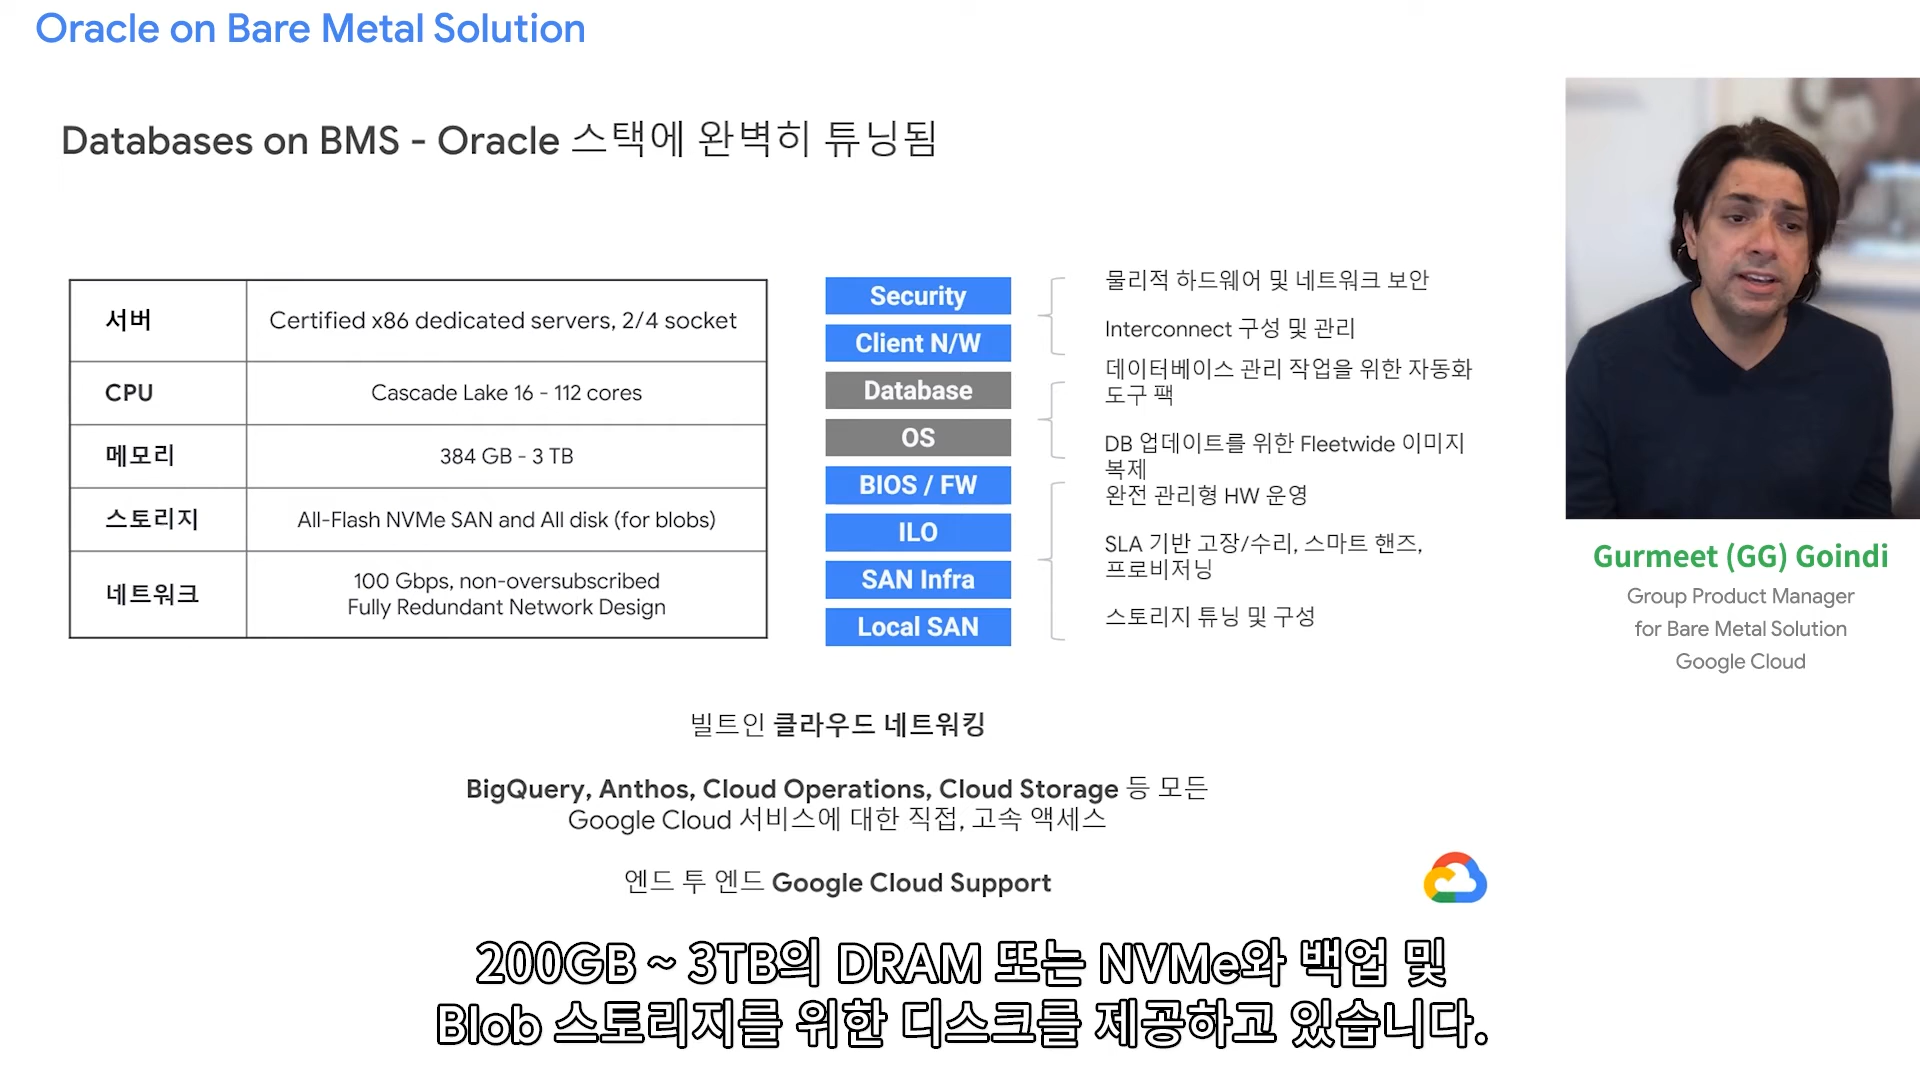 Oracle on Bare Metal Solution
Databases on BMS - Oracle 스택에 완벽히 튜닝됨
서버
Certified x86 dedicated servers, 2/4 socket
CPU
Cascade Lake 16 - 112 cores
메모리
384 GB - 3 TB
스토리지
All-Flash NVMe SAN and All disk (for blobs)
네트워크
100 Gbps, non-oversubscribed
Fully Redundant Network Design
Security
Client N/W
Database
OS
BIOS / FW
ILO
SAN Infra
Local SAN
물리적 하드웨어 및 네트워크 보안
Interconnect 구성 및 관리
데이터베이스 관리 작업을 위한 자동화
도구 팩
DB 업데이트를 위한 Fleetwide 이미지
복제
완전 관리형 HW 운영
SLA 기반 고장/수리, 스마트 핸즈,
프로비저닝
스토리지 튜닝 및 구성
Gurmeet (GG) Goindi
Group Product Manager
for Bare Metal Solution
Google Cloud
빌트인 클라우드 네트워킹
BigQuery, Anthos, Cloud Operations, Cloud Storage 등 모든
Google Cloud 서비스에 대한 직접, 고속 액세스
엔드 투 엔드 Google Cloud Support
200GB ~ 3TB의 DRAM 또는 NVMe와 백업 및
Blob 스토리지를 위한 디스크를 제공하고 있습니다.